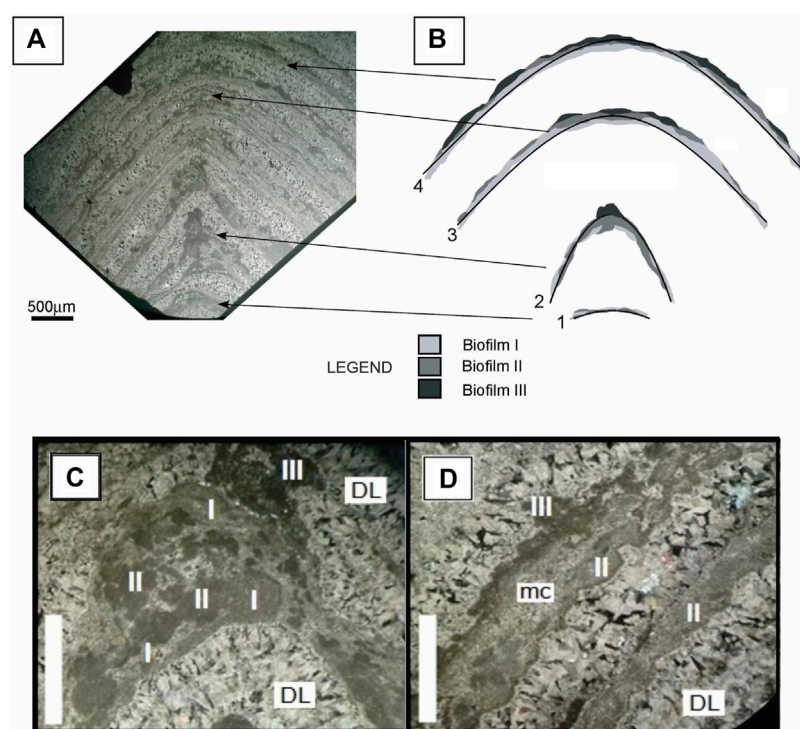 A
B
4
3
2
1
500μm
LEGEND
Biofilm I
Biofilm II
Biofilm III
C
III
DL
I
II
II
I
I
DL
D
III
II
mc
II
DL